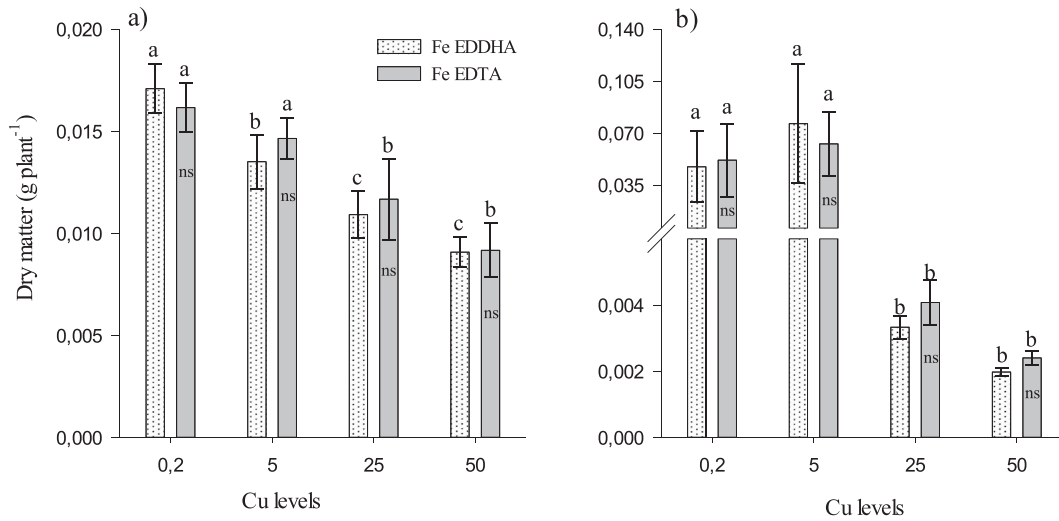 a)
Fe EDDHA
Fe EDTA
Dry matter (g plant⁻¹)
0,020
0,015
0,010
0,005
0,000
a a b a c b c b
ns ns ns ns
0,2 5 25 50
Cu levels
b)
0,140
0,105
0,070
0,035
0,004
0,002
0,000
a a a a b b b b
ns ns ns ns
0,2 5 25 50
Cu levels